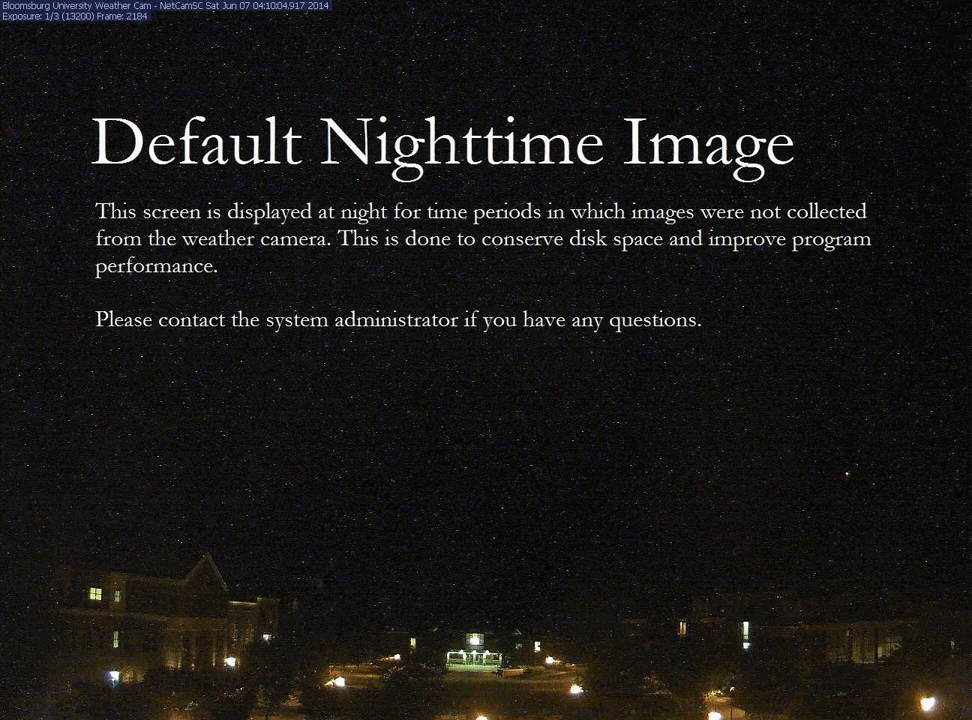 Bloomsburg University Weather Cam - NetCamSC Sat Jun 07 04:10:04.917 2014
Exposure: 1/3 (13200) Frame: 2184
Default Nighttime Image
This screen is displayed at night for time periods in which images were not collected
from the weather camera. This is done to conserve disk space and improve program
performance.
Please contact the system administrator if you have any questions.